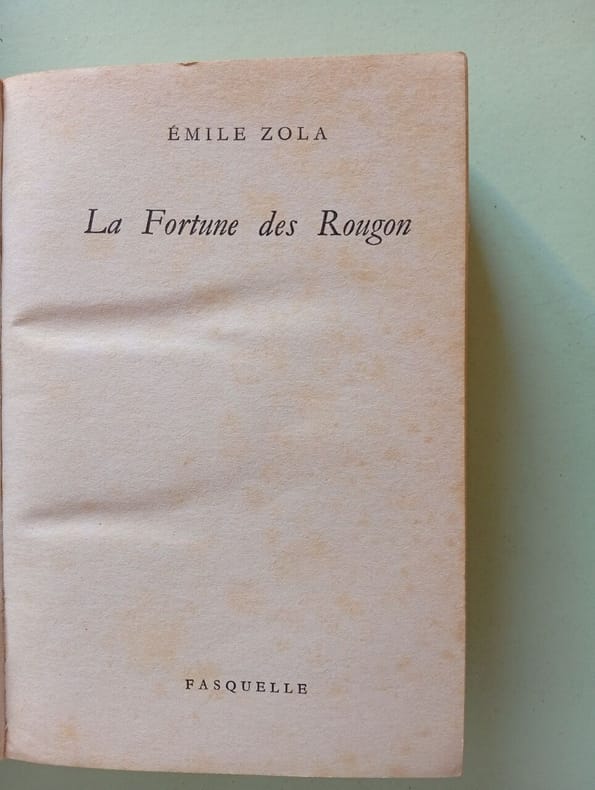 ÉMILE ZOLA
La Fortune des Rougon
FASQUELLE